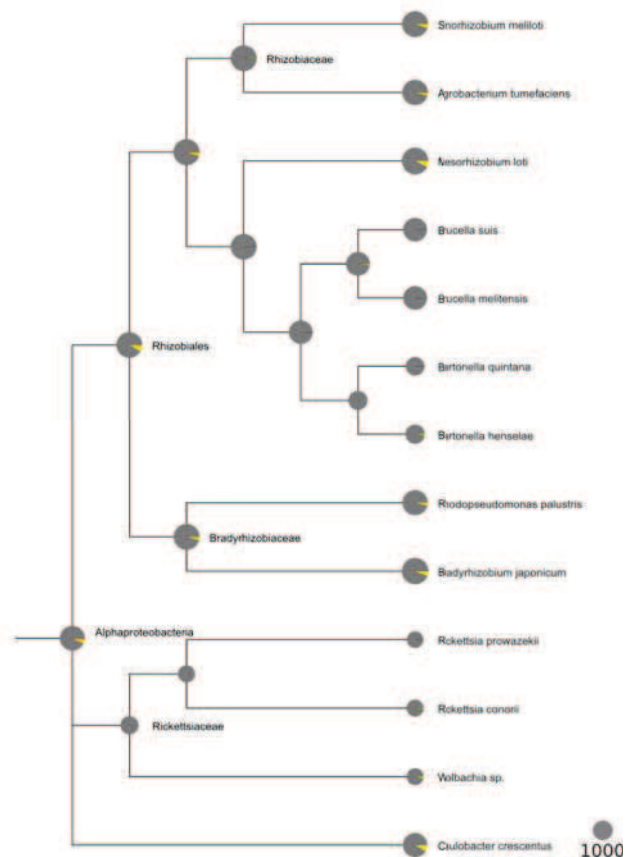 Snorhizobium meliloti
Rhizobiaceae
Agrobacterium tumefaciens
Mesorhizobium loti
Brucella suis
Brucella melitensis
Rhizobiales
Bartonella quintana
Bartonella henselae
Rhodopseudomonas palustris
Bradyrhizobiaceae
Bradyrhizobium japonicum
Alphaproteobacteria
Rickettsia prowazekii
Rickettsia conorii
Rickettsiaceae
Wolbachia sp.
Caulobacter crescentus
1000